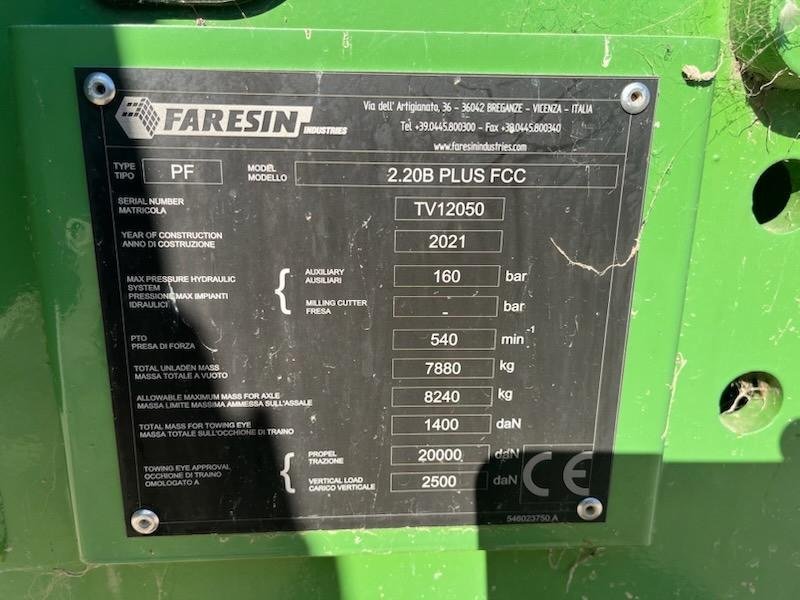 FARESIN INDUSTRIES
Via dell' Artigianato, 36 - 36042 BREGANZE - VICENZA - ITALIA
Tel +39.0445.800300 - Fax +39.0445.800340
www.faresinindustries.com
TYPE
TIPO
PF
MODEL
MODELLO
2.20B PLUS FCC
SERIAL NUMBER
MATRICOLA
TV12050
YEAR OF CONSTRUCTION
ANNO DI COSTRUZIONE
2021
MAX PRESSURE HYDRAULIC
SYSTEM
PRESSIONE MAX IMPIANTI
IDRAULICI
AUXILIARY
AUSILIARI
160 bar
MILLING CUTTER
FRESA
- bar
PTO
PRESA DI FORZA
540 min-1
TOTAL UNLADEN MASS
MASSA TOTALE A VUOTO
7880 kg
ALLOWABLE MAXIMUM MASS FOR AXLE
MASSA LIMITE MASSIMA AMMESSA SULL'ASSALE
8240 kg
TOTAL MASS FOR TOWING EYE
MASSA TOTALE SULL'OCCHIONE DI TRAINO
1400 daN
TOWING EYE APPROVAL
OCCHIONE DI TRAINO
OMOLOGATO A
PROPEL
TRAZIONE
20000 daN
VERTICAL LOAD
CARICO VERTICALE
2500 daN
CE
546023750 A